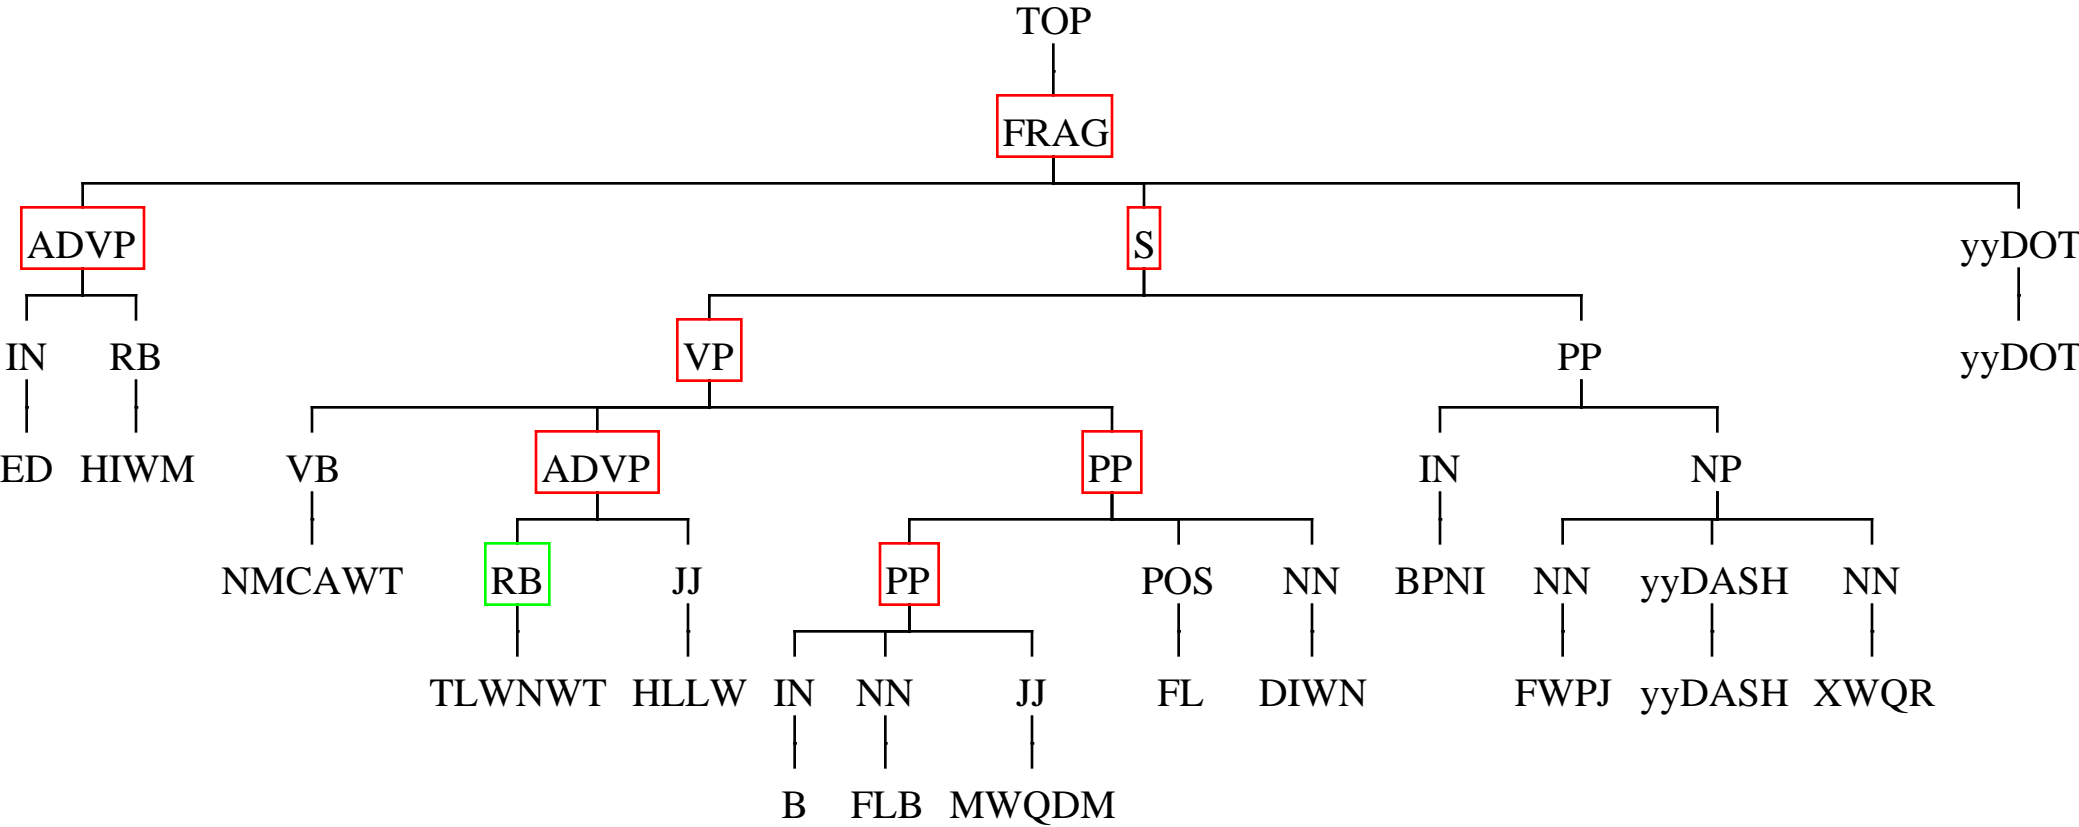 TOP
FRAG
ADVP S yyDOT
IN RB VP PP yyDOT
ED HIWM VB ADVP PP IN NP
NMCAWT RB JJ PP POS NN BPNI NN yyDASH NN
TLWNWT HLLW IN NN JJ FL DIWN FWPJ yyDASH XWQR
B FLB MWQDM